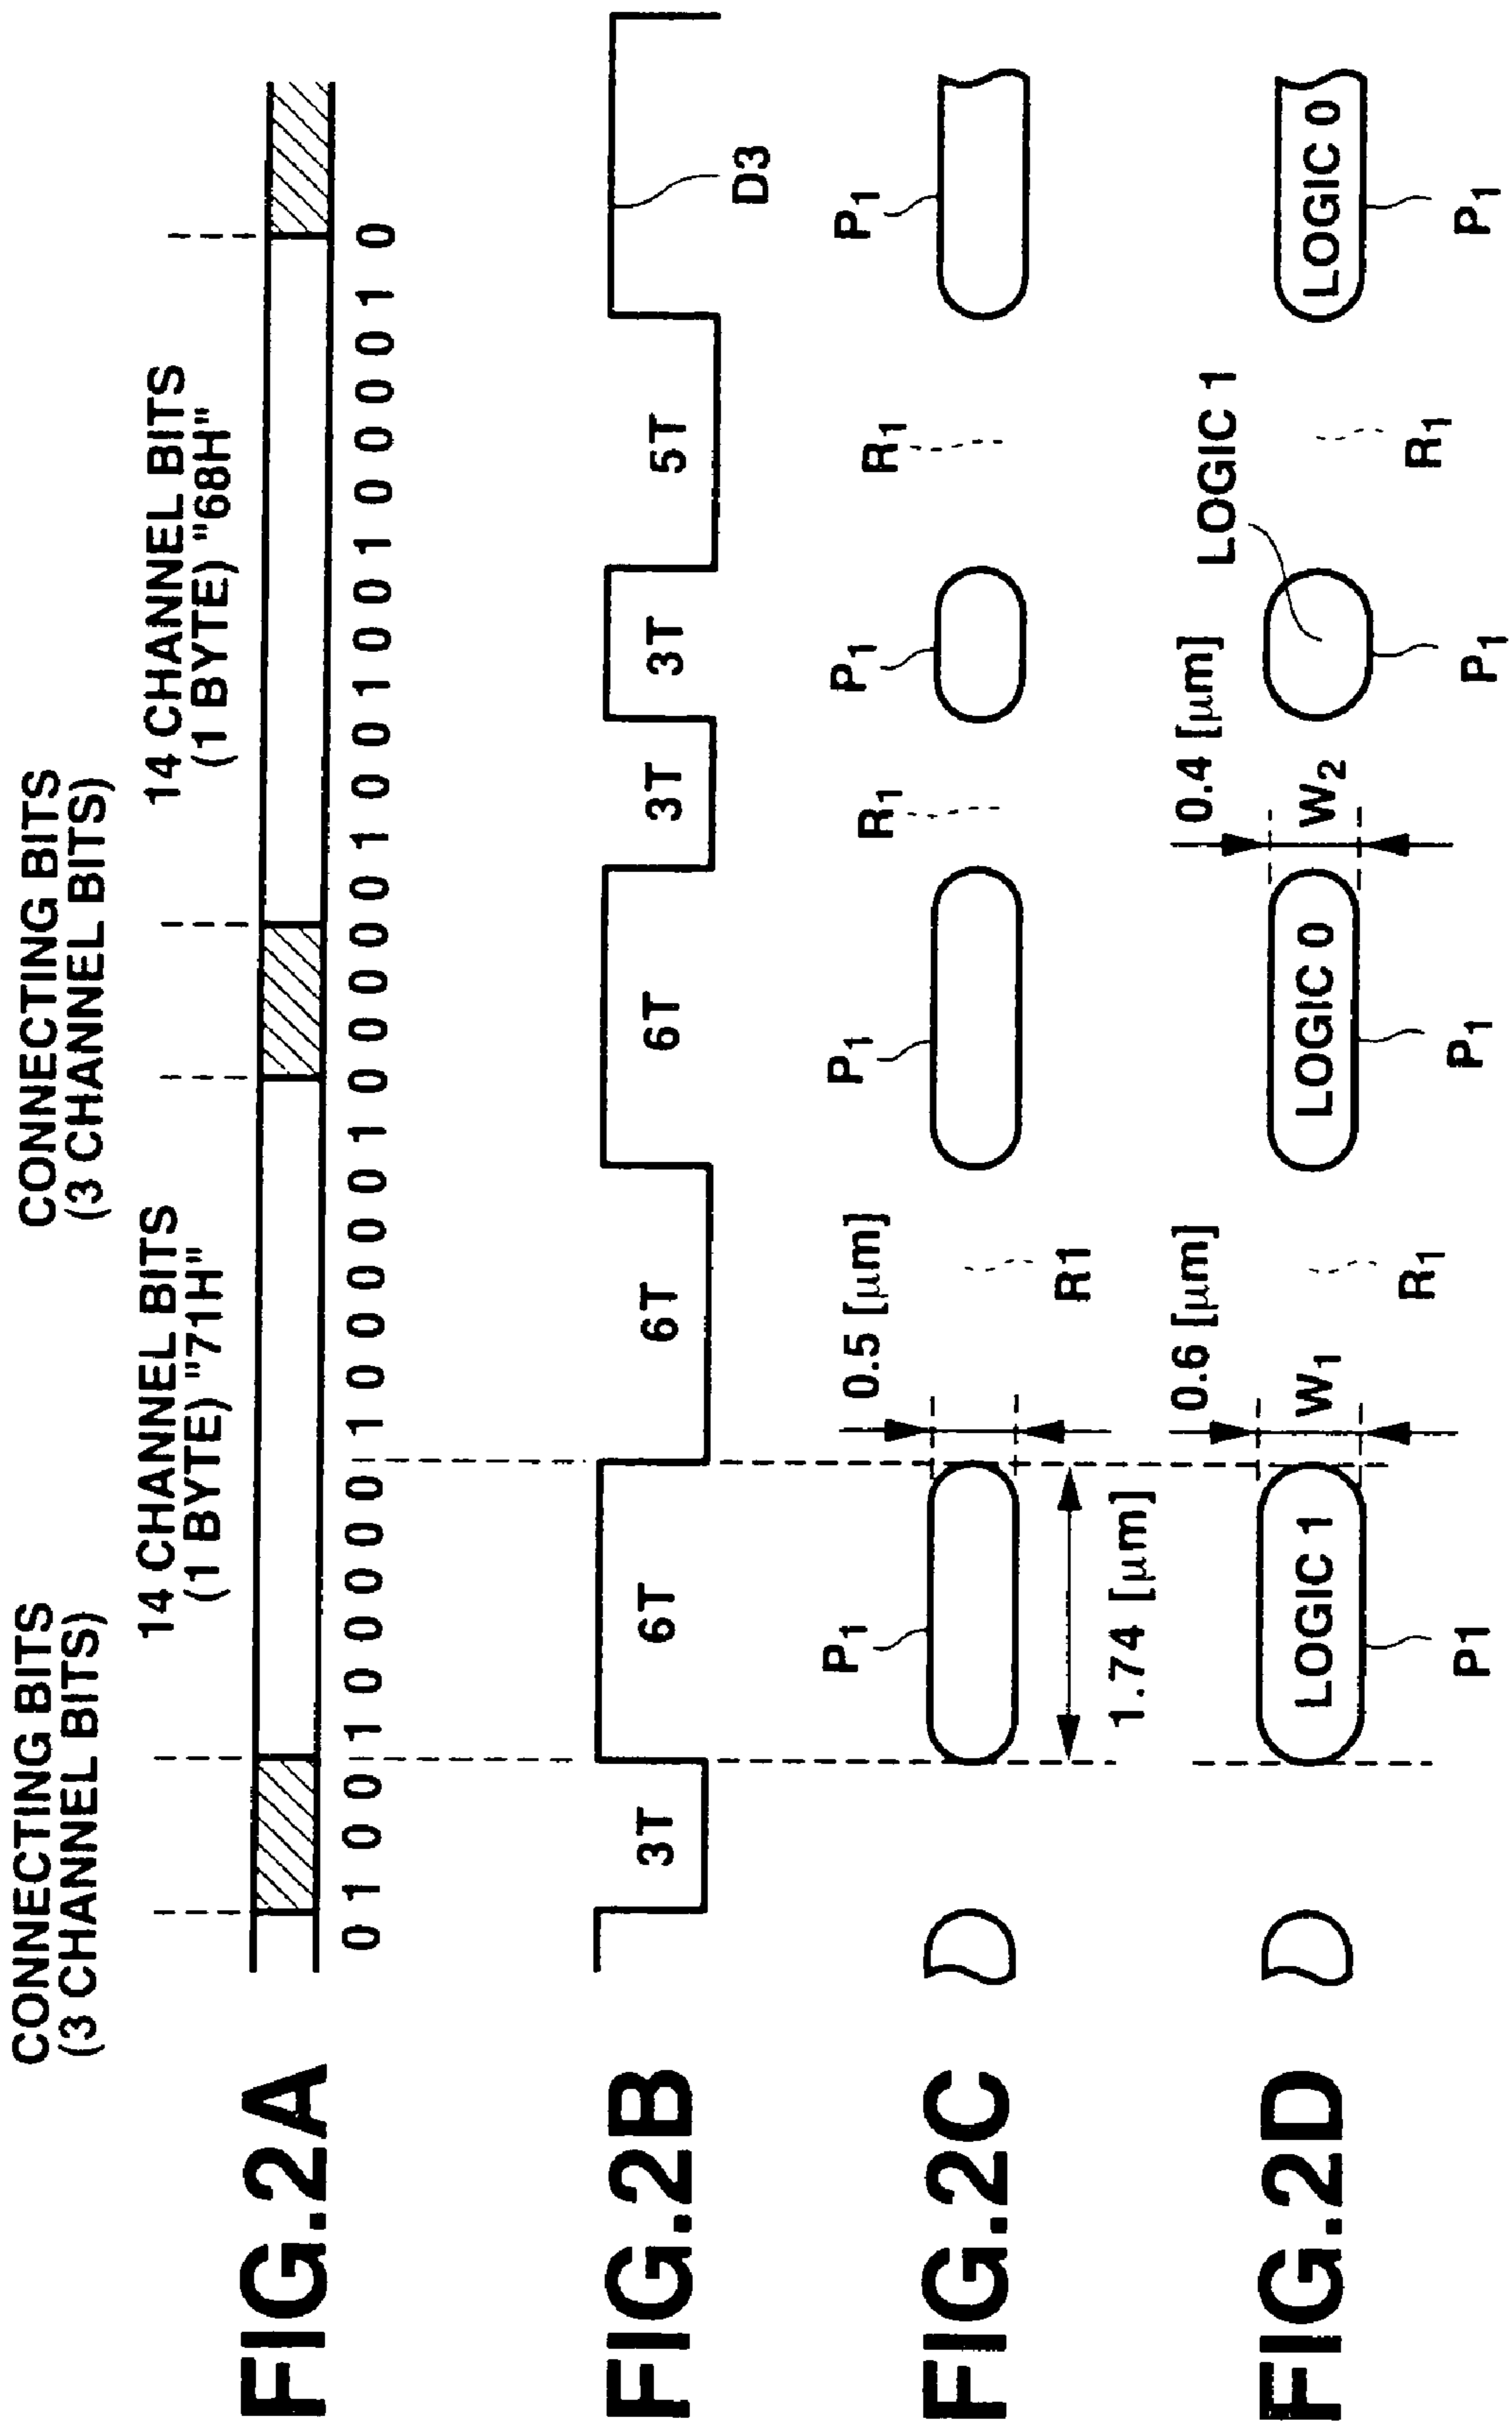 CONNECTING BITS
(3 CHANNEL BITS)
CONNECTING BITS
(3 CHANNEL BITS)
14 CHANNEL BITS
(1 BYTE) "71H"
14 CHANNEL BITS
(1 BYTE) "68H"
FIG.2A
0 1 0 0 1 0 0 0 0 0 1 0 0 0 0 0 1 0 0 0 0 0 1 0 0 1 0 0 1 0 0 0 0 1 0
FIG.2B
3T 6T 6T 6T 3T 3T 5T
D3
FIG.2C
P1 0.5 [μm] P1 R1 P1 R1 P1
1.74 [μm] R1
FIG.2D
0.6 [μm] 0.4 [μm] LOGIC 1
LOGIC 1 W1 LOGIC 0 W2 LOGIC 0
P1 R1 P1 P1 R1 P1